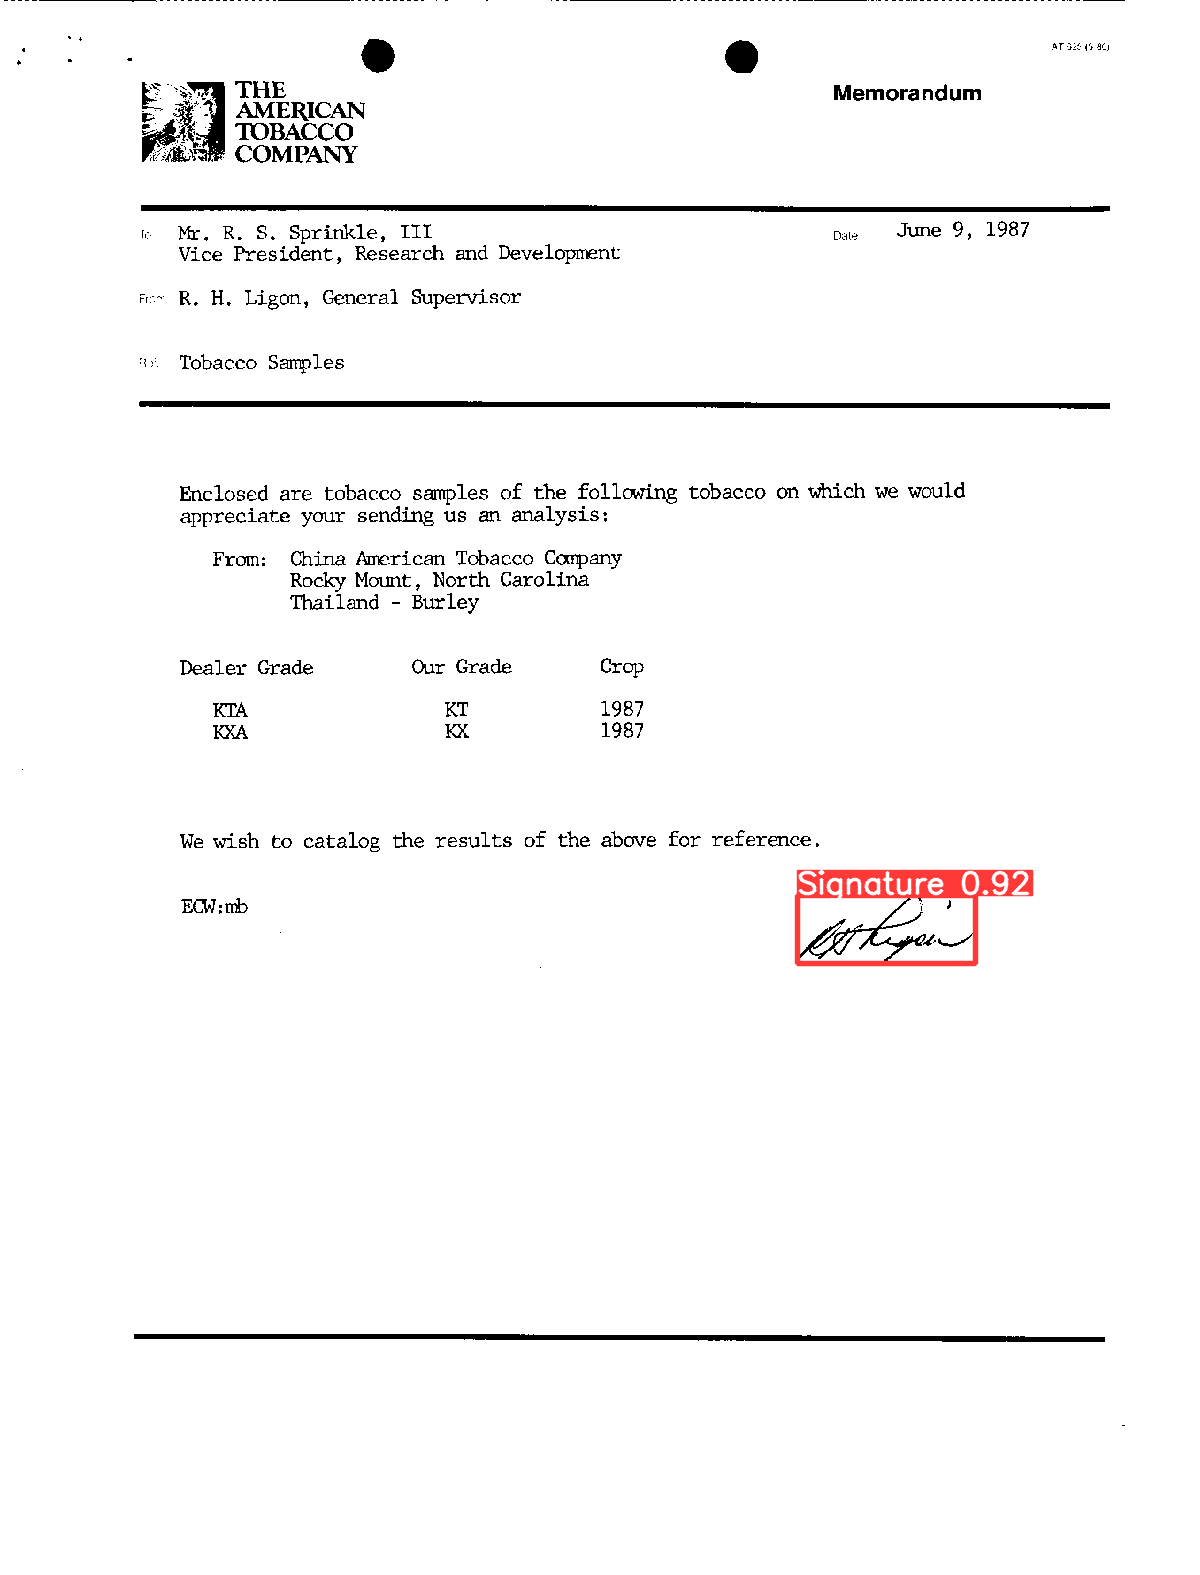 THE
AMERICAN
TOBACCO
COMPANY
Memorandum
To Mr. R. S. Sprinkle, III
Date June 9, 1987
Vice President, Research and Development
From R. H. Ligon, General Supervisor
Tobacco Samples
Enclosed are tobacco samples of the following tobacco on which we would
appreciate your sending us an analysis:
From: China American Tobacco Company
Rocky Mount, North Carolina
Thailand - Burley
Dealer Grade Our Grade Crop
KTA KT 1987
KXA KX 1987
We wish to catalog the results of the above for reference.
Signature 0.92
ECW:mb
RH Ligon